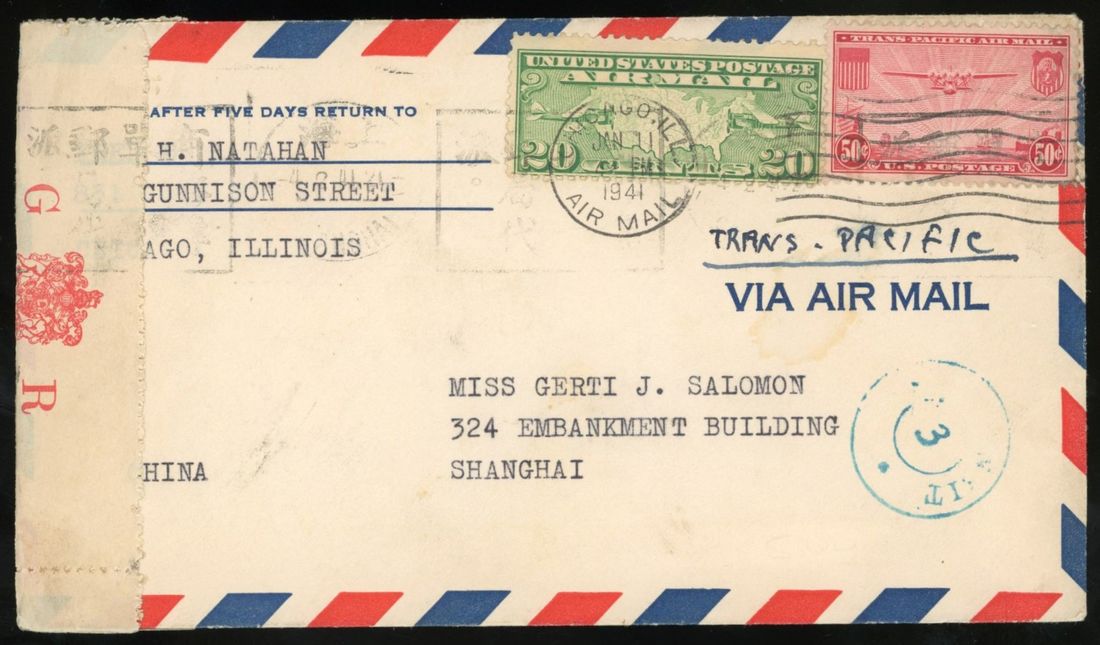 UNITED STATES POSTAGE
AIR MAIL
20 CENTS 20
TRANS-PACIFIC AIR MAIL
50¢ 50¢
U.S. POSTAGE
JAN 11
1941
AIR MAIL
AFTER FIVE DAYS RETURN TO
H. NATAHAN
GUNNISON STREET
AGO, ILLINOIS
G R
TRANS-PACIFIC
VIA AIR MAIL
MISS GERTI J. SALOMON
324 EMBANKMENT BUILDING
SHANGHAI
HINA
3